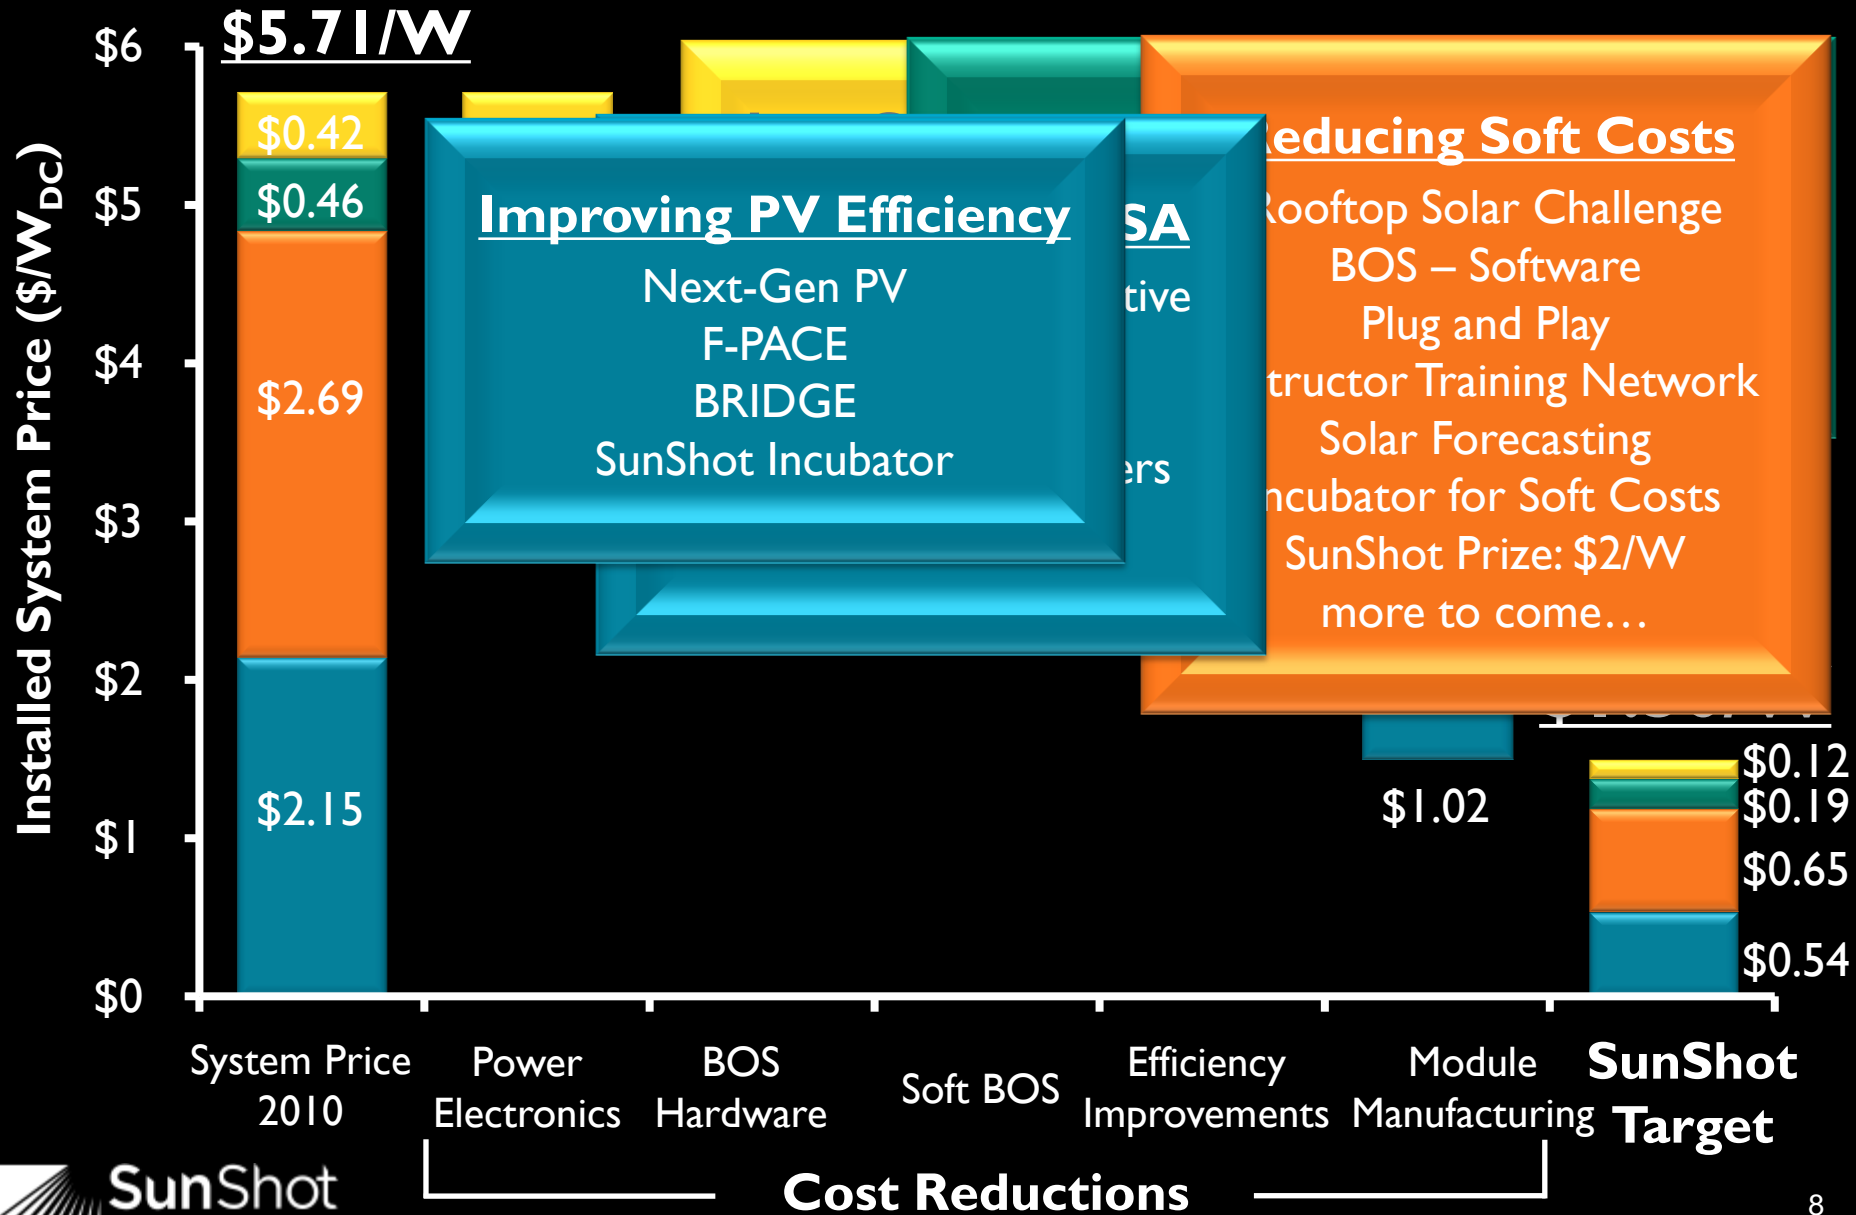 $5.71/W
$6
$5
$4
$3
$2
$1
$0
Installed System Price ($/WDC)
$0.42
$0.46
$2.69
$2.15
Improving PV Efficiency
Next-Gen PV
F-PACE
BRIDGE
SunShot Incubator
SA
tive
ers
educing Soft Costs
ooftop Solar Challenge
BOS – Software
Plug and Play
tructor Training Network
Solar Forecasting
ncubator for Soft Costs
SunShot Prize: $2/W
more to come…
$1.02
$0.12
$0.19
$0.65
$0.54
System Price
2010
Power
Electronics
BOS
Hardware
Soft BOS
Efficiency
Improvements
Module
Manufacturing
SunShot
Target
Cost Reductions
SunShot
8